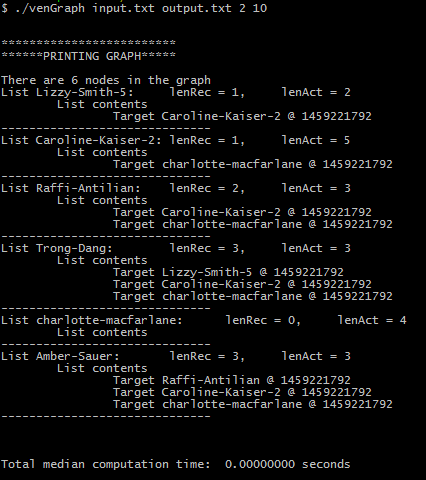 $ ./venGraph input.txt output.txt 2 10
*************************
******PRINTING GRAPH*****
There are 6 nodes in the graph
List Lizzy-Smith-5: lenRec = 1, lenAct = 2
List contents
Target Caroline-Kaiser-2 @ 1459221792
------------------------------
List Caroline-Kaiser-2: lenRec = 1, lenAct = 5
List contents
Target charlotte-macfarlane @ 1459221792
------------------------------
List Raffi-Antilian: lenRec = 2, lenAct = 3
List contents
Target Caroline-Kaiser-2 @ 1459221792
Target charlotte-macfarlane @ 1459221792
------------------------------
List Trong-Dang: lenRec = 3, lenAct = 3
List contents
Target Lizzy-Smith-5 @ 1459221792
Target Caroline-Kaiser-2 @ 1459221792
Target charlotte-macfarlane @ 1459221792
------------------------------
List charlotte-macfarlane: lenRec = 0, lenAct = 4
List contents
------------------------------
List Amber-Sauer: lenRec = 3, lenAct = 3
List contents
Target Raffi-Antilian @ 1459221792
Target Caroline-Kaiser-2 @ 1459221792
Target charlotte-macfarlane @ 1459221792
------------------------------
Total median computation time: 0.00000000 seconds